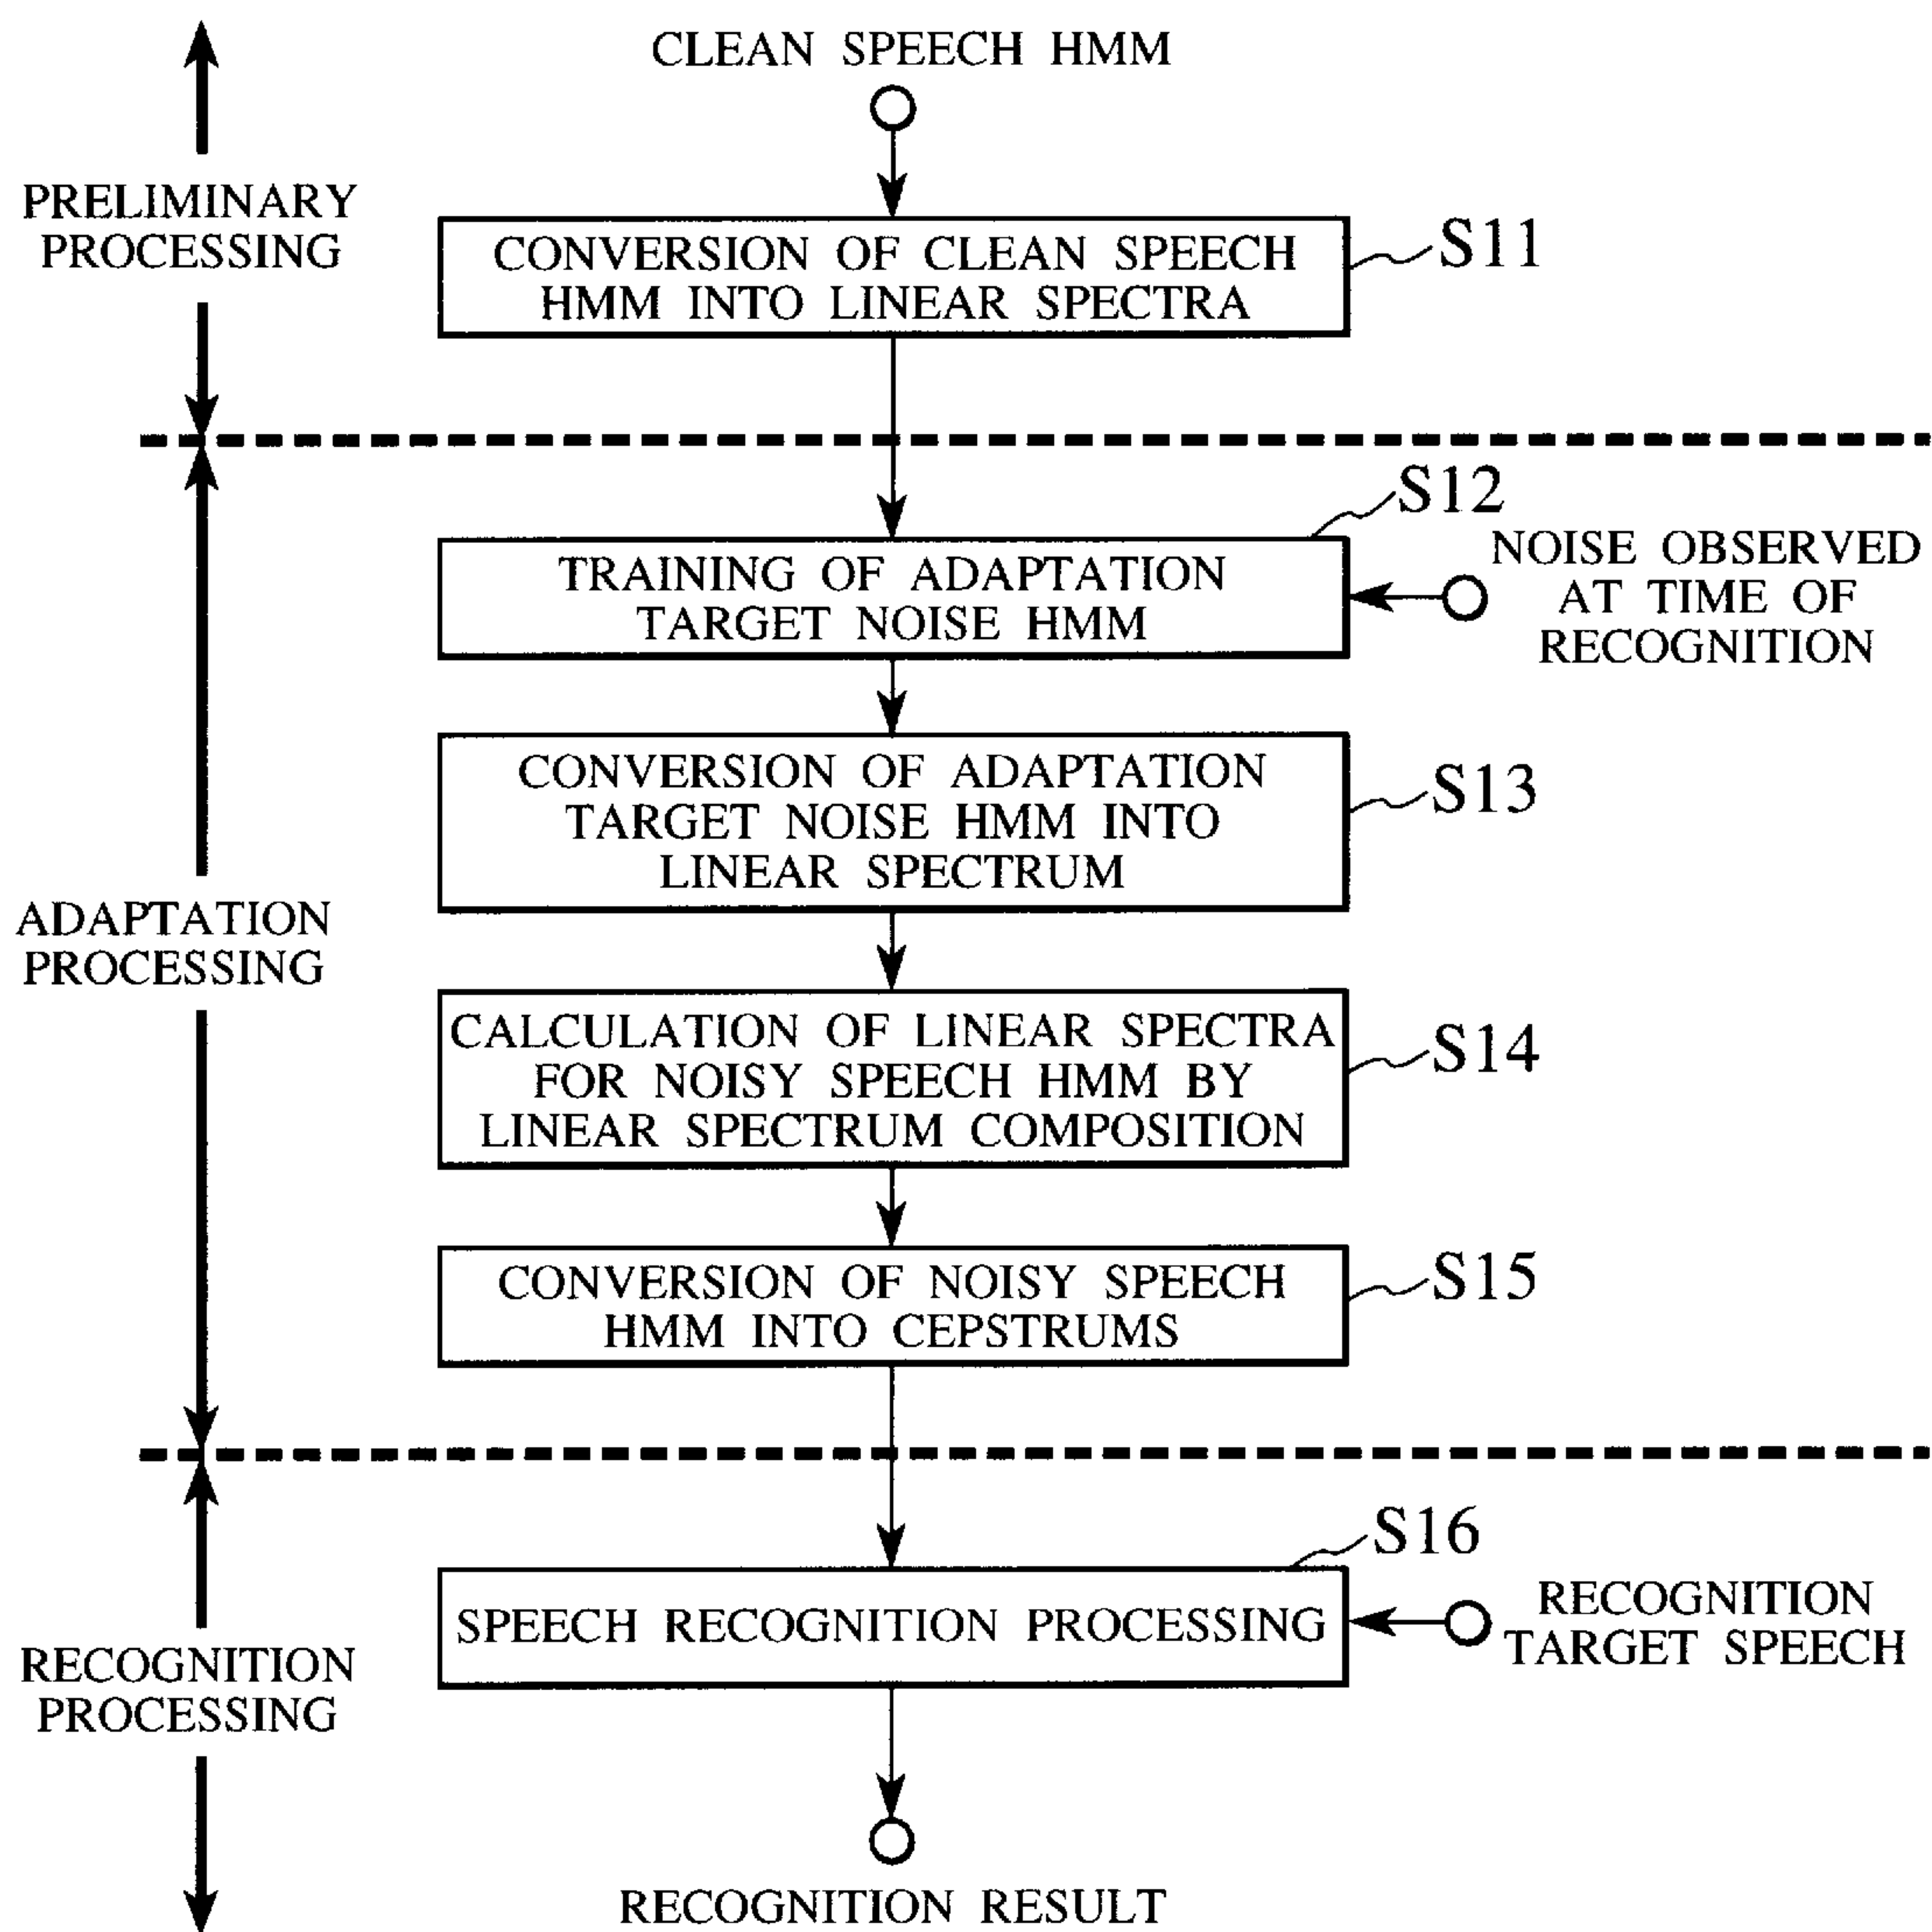 CLEAN SPEECH HMM
PRELIMINARY
PROCESSING
CONVERSION OF CLEAN SPEECH
HMM INTO LINEAR SPECTRA
S11
S12
TRAINING OF ADAPTATION
TARGET NOISE HMM
NOISE OBSERVED
AT TIME OF
RECOGNITION
CONVERSION OF ADAPTATION
TARGET NOISE HMM INTO
LINEAR SPECTRUM
S13
ADAPTATION
PROCESSING
CALCULATION OF LINEAR SPECTRA
FOR NOISY SPEECH HMM BY
LINEAR SPECTRUM COMPOSITION
S14
CONVERSION OF NOISY SPEECH
HMM INTO CEPSTRUMS
S15
S16
SPEECH RECOGNITION PROCESSING
RECOGNITION
TARGET SPEECH
RECOGNITION
PROCESSING
RECOGNITION RESULT